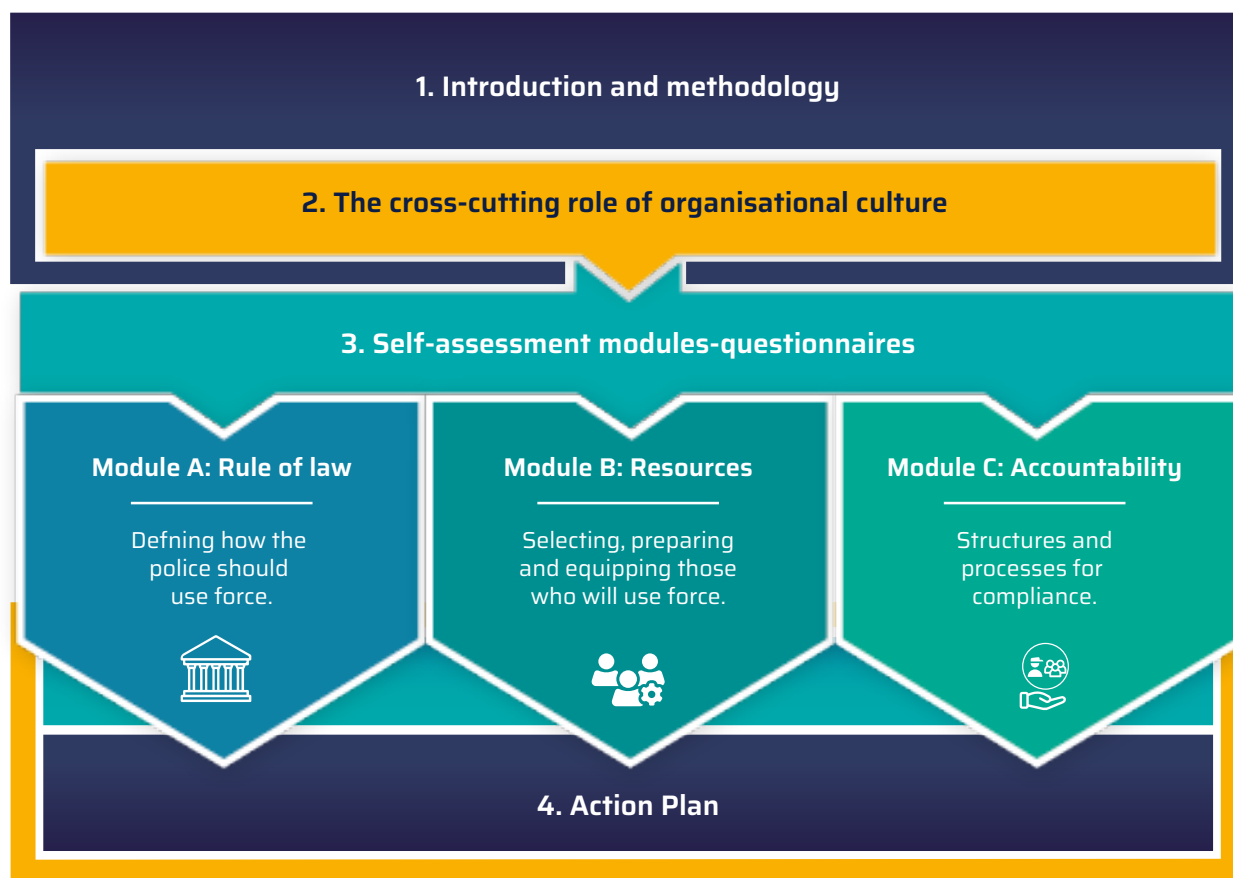 1. Introduction and methodology
2. The cross-cutting role of organisational culture
3. Self-assessment modules-questionnaires
Module A: Rule of law
Defning how the
police should
use force.
Module B: Resources
Selecting, preparing
and equipping those
who will use force.
Module C: Accountability
Structures and
processes for
compliance.
4. Action Plan